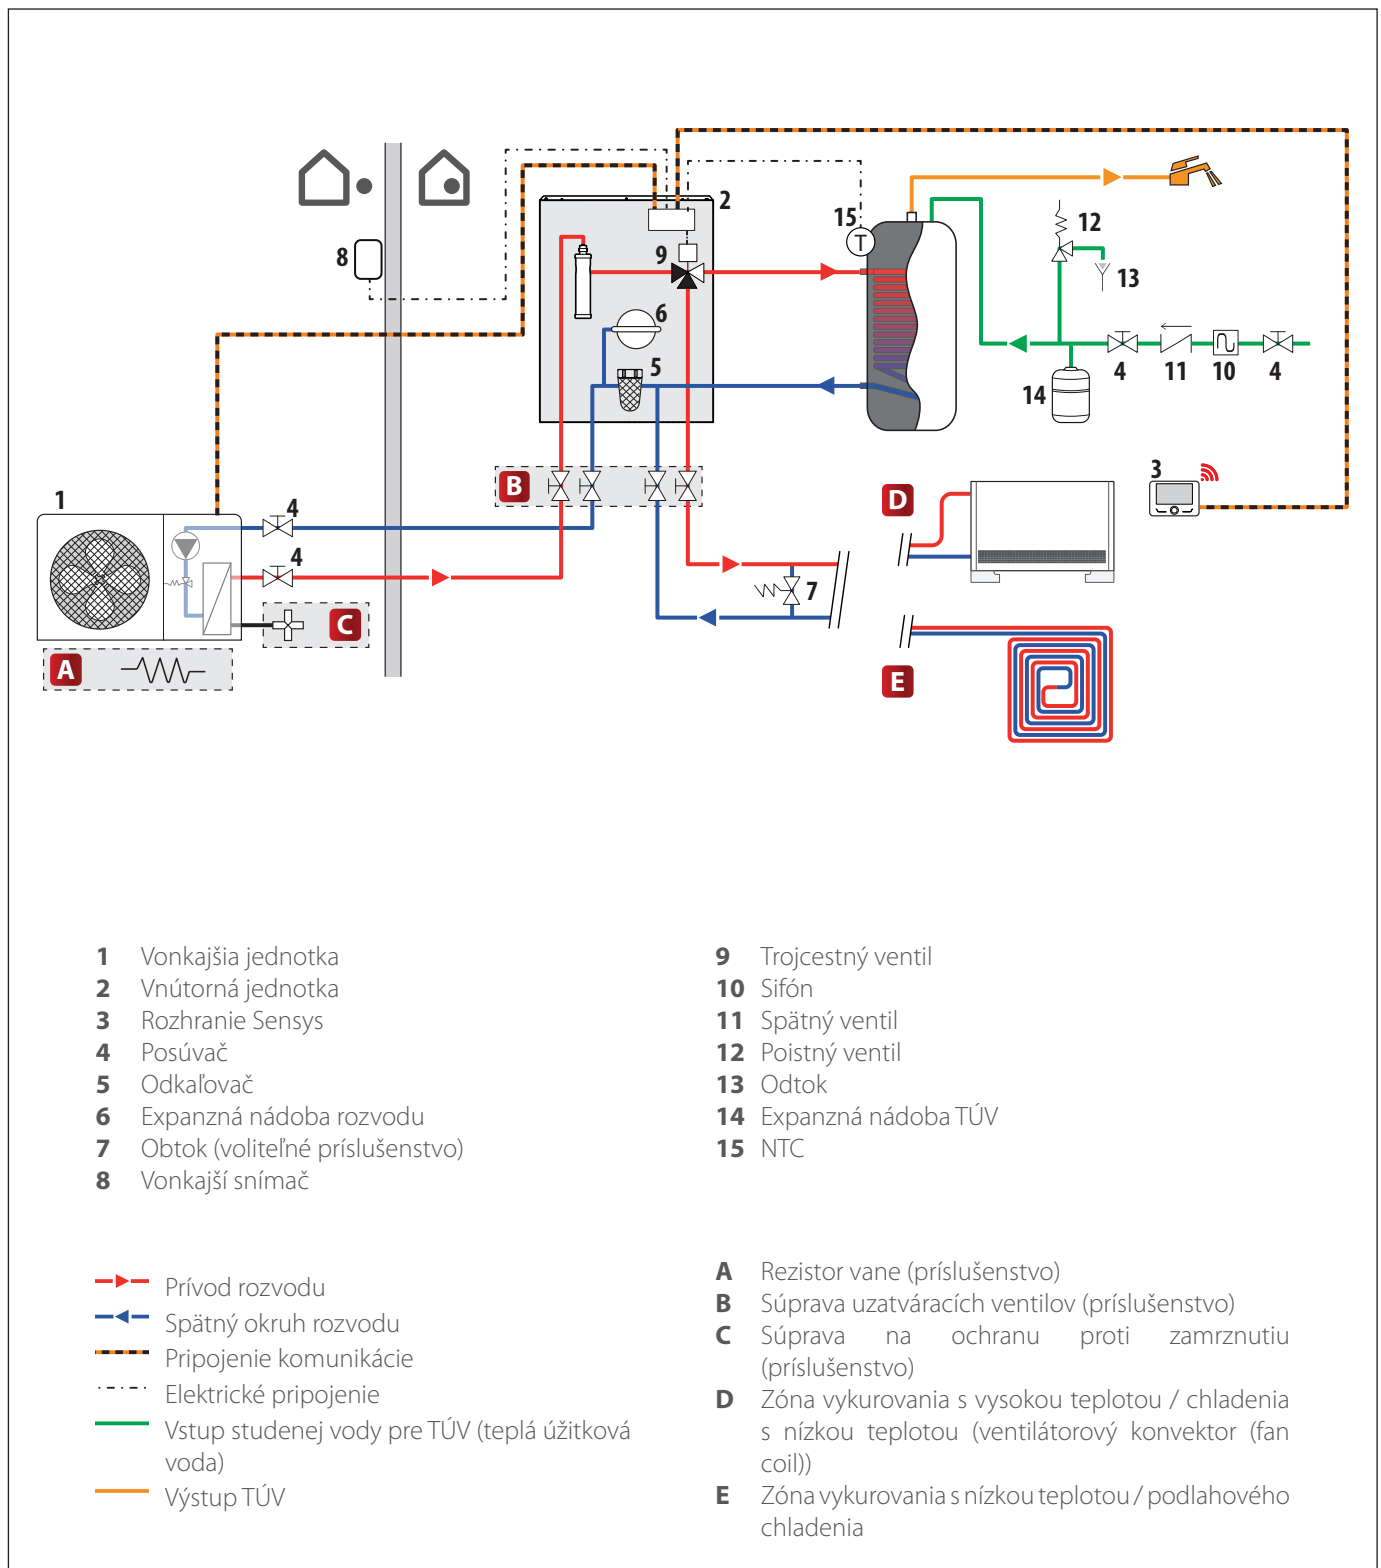 2
15
T
12
13
8
9
6
5
4
11
10
4
14
B
D
3
1
4
4
7
C
A
E
1 Vonkajšia jednotka
2 Vnútorná jednotka
3 Rozhranie Sensys
4 Posúvač
5 Odkaľovač
6 Expanzná nádoba rozvodu
7 Obtok (voliteľné príslušenstvo)
8 Vonkajší snímač
9 Trojcestný ventil
10 Sifón
11 Spätný ventil
12 Poistný ventil
13 Odtok
14 Expanzná nádoba TÚV
15 NTC
Prívod rozvodu
Spätný okruh rozvodu
Pripojenie komunikácie
Elektrické pripojenie
Vstup studenej vody pre TÚV (teplá úžitková
voda)
Výstup TÚV
A Rezistor vane (príslušenstvo)
B Súprava uzatváracích ventilov (príslušenstvo)
C Súprava na ochranu proti zamrznutiu
(príslušenstvo)
D Zóna vykurovania s vysokou teplotou / chladenia
s nízkou teplotou (ventilátorový konvektor (fan
coil))
E Zóna vykurovania s nízkou teplotou / podlahového
chladenia